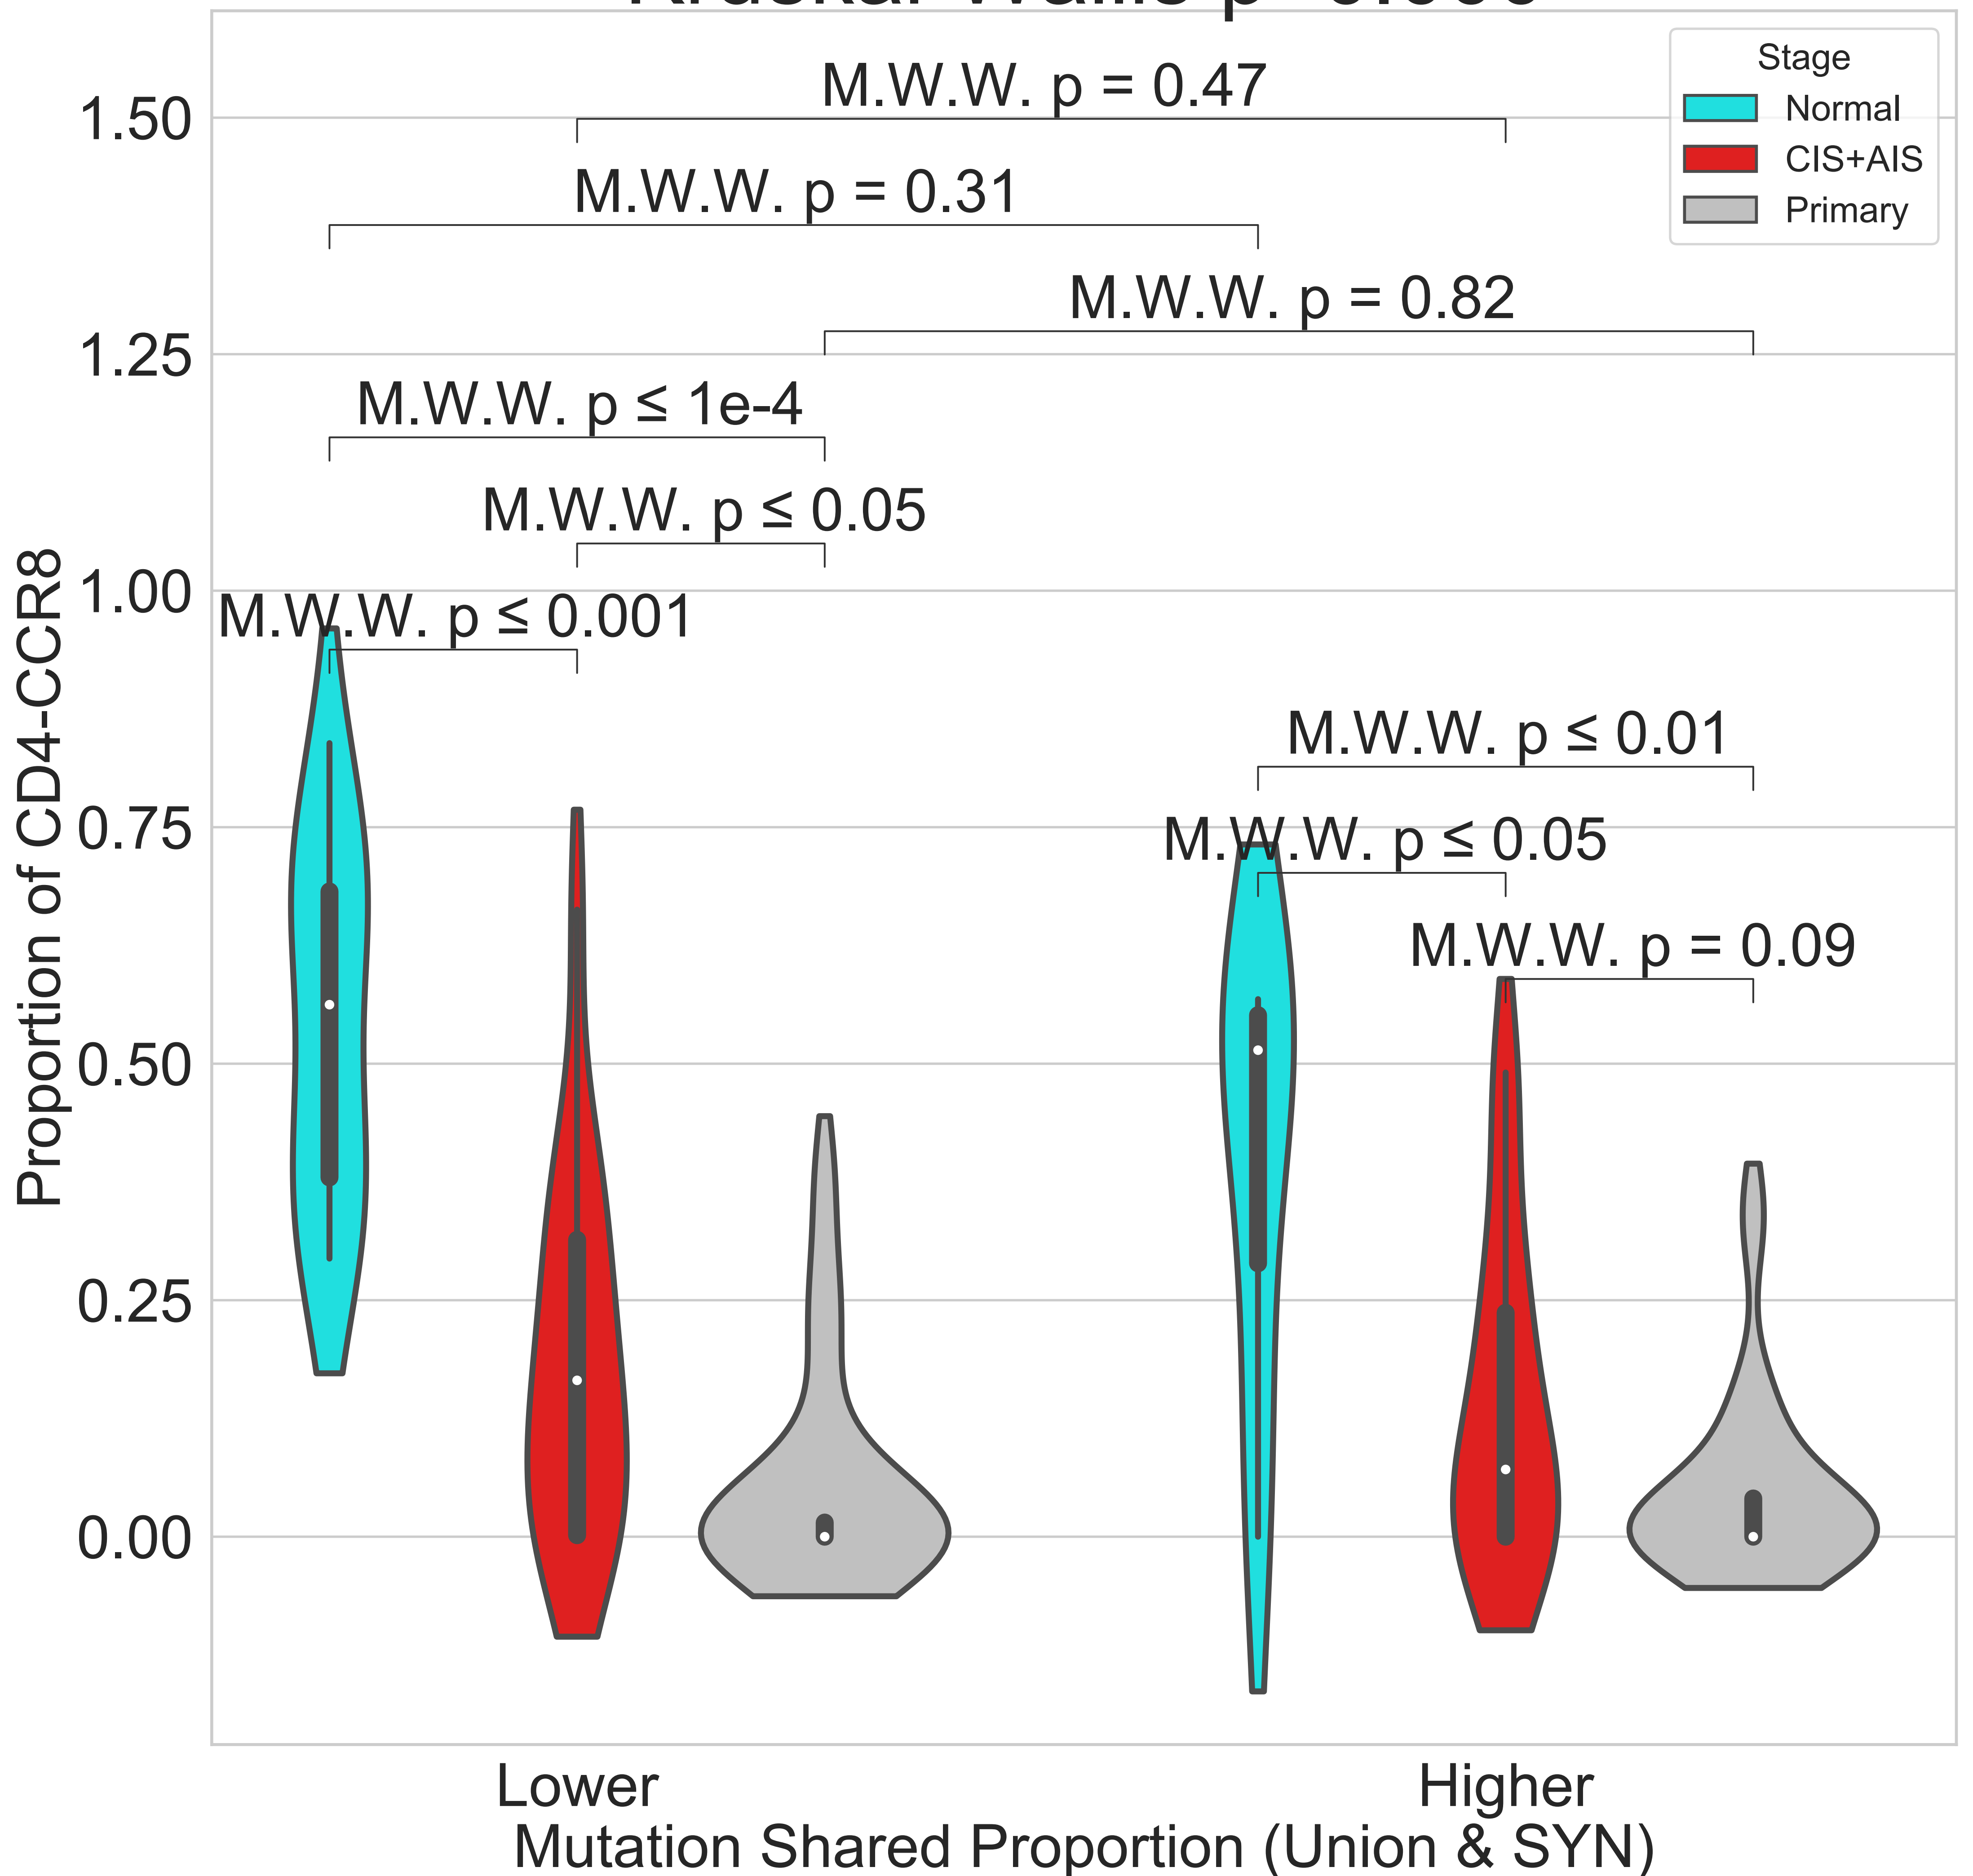 Stage
Normal
CIS+AIS
Primary
M.W.W. p = 0.47
M.W.W. p = 0.31
M.W.W. p = 0.82
M.W.W. p ≤ 1e-4
M.W.W. p ≤ 0.05
M.W.W. p ≤ 0.001
M.W.W. p ≤ 0.01
M.W.W. p ≤ 0.05
M.W.W. p = 0.09
1.50
1.25
1.00
0.75
0.50
0.25
0.00
Proportion of CD4-CCR8
Lower
Higher
Mutation Shared Proportion (Union & SYN)